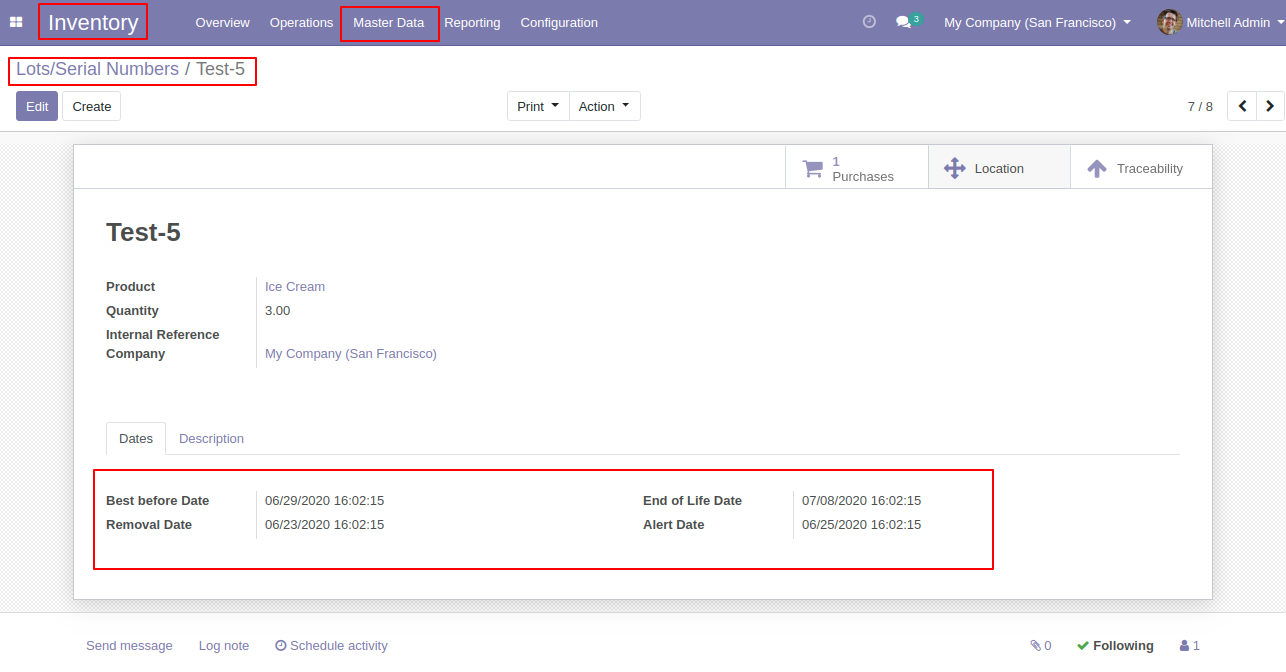 Inventory Overview Operations Master Data Reporting Configuration 3 My Company (San Francisco) Mitchell Admin
Lots/Serial Numbers / Test-5
Edit Create Print Action 7 / 8
1
Purchases Location Traceability
Test-5
Product Ice Cream
Quantity 3.00
Internal Reference
Company My Company (San Francisco)
Dates Description
Best before Date 06/29/2020 16:02:15 End of Life Date 07/08/2020 16:02:15
Removal Date 06/23/2020 16:02:15 Alert Date 06/25/2020 16:02:15
Send message Log note Schedule activity 0 Following 1